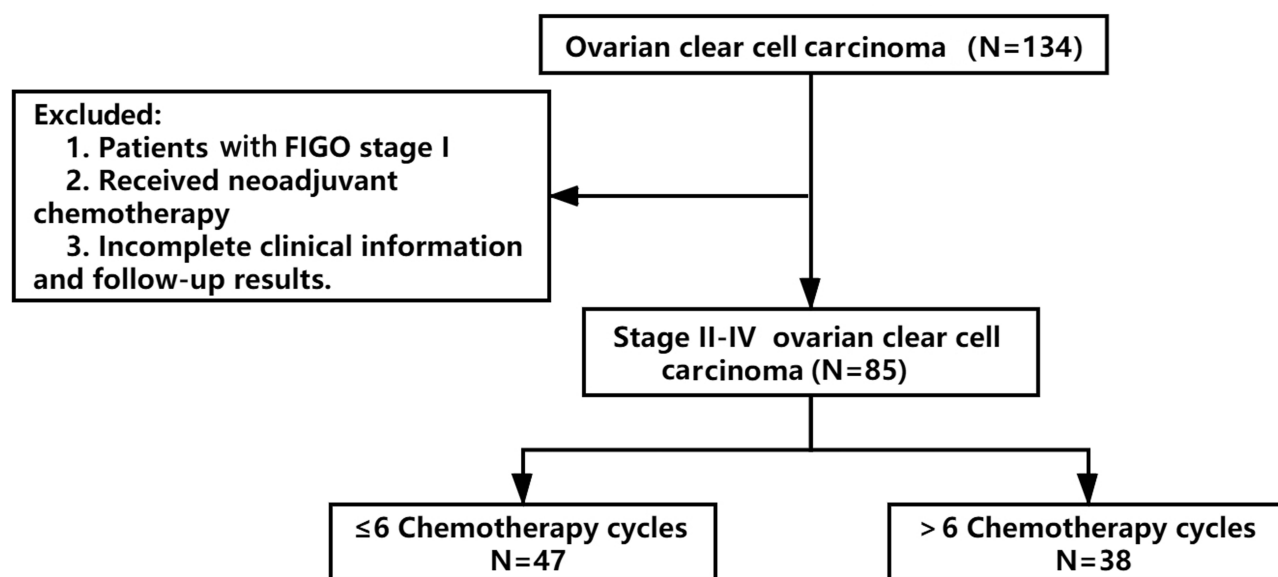 Ovarian clear cell carcinoma (N=134)
Excluded:
1. Patients with FIGO stage I
2. Received neoadjuvant
chemotherapy
3. Incomplete clinical information
and follow-up results.
Stage II-IV ovarian clear cell
carcinoma (N=85)
≤6 Chemotherapy cycles
N=47
> 6 Chemotherapy cycles
N=38